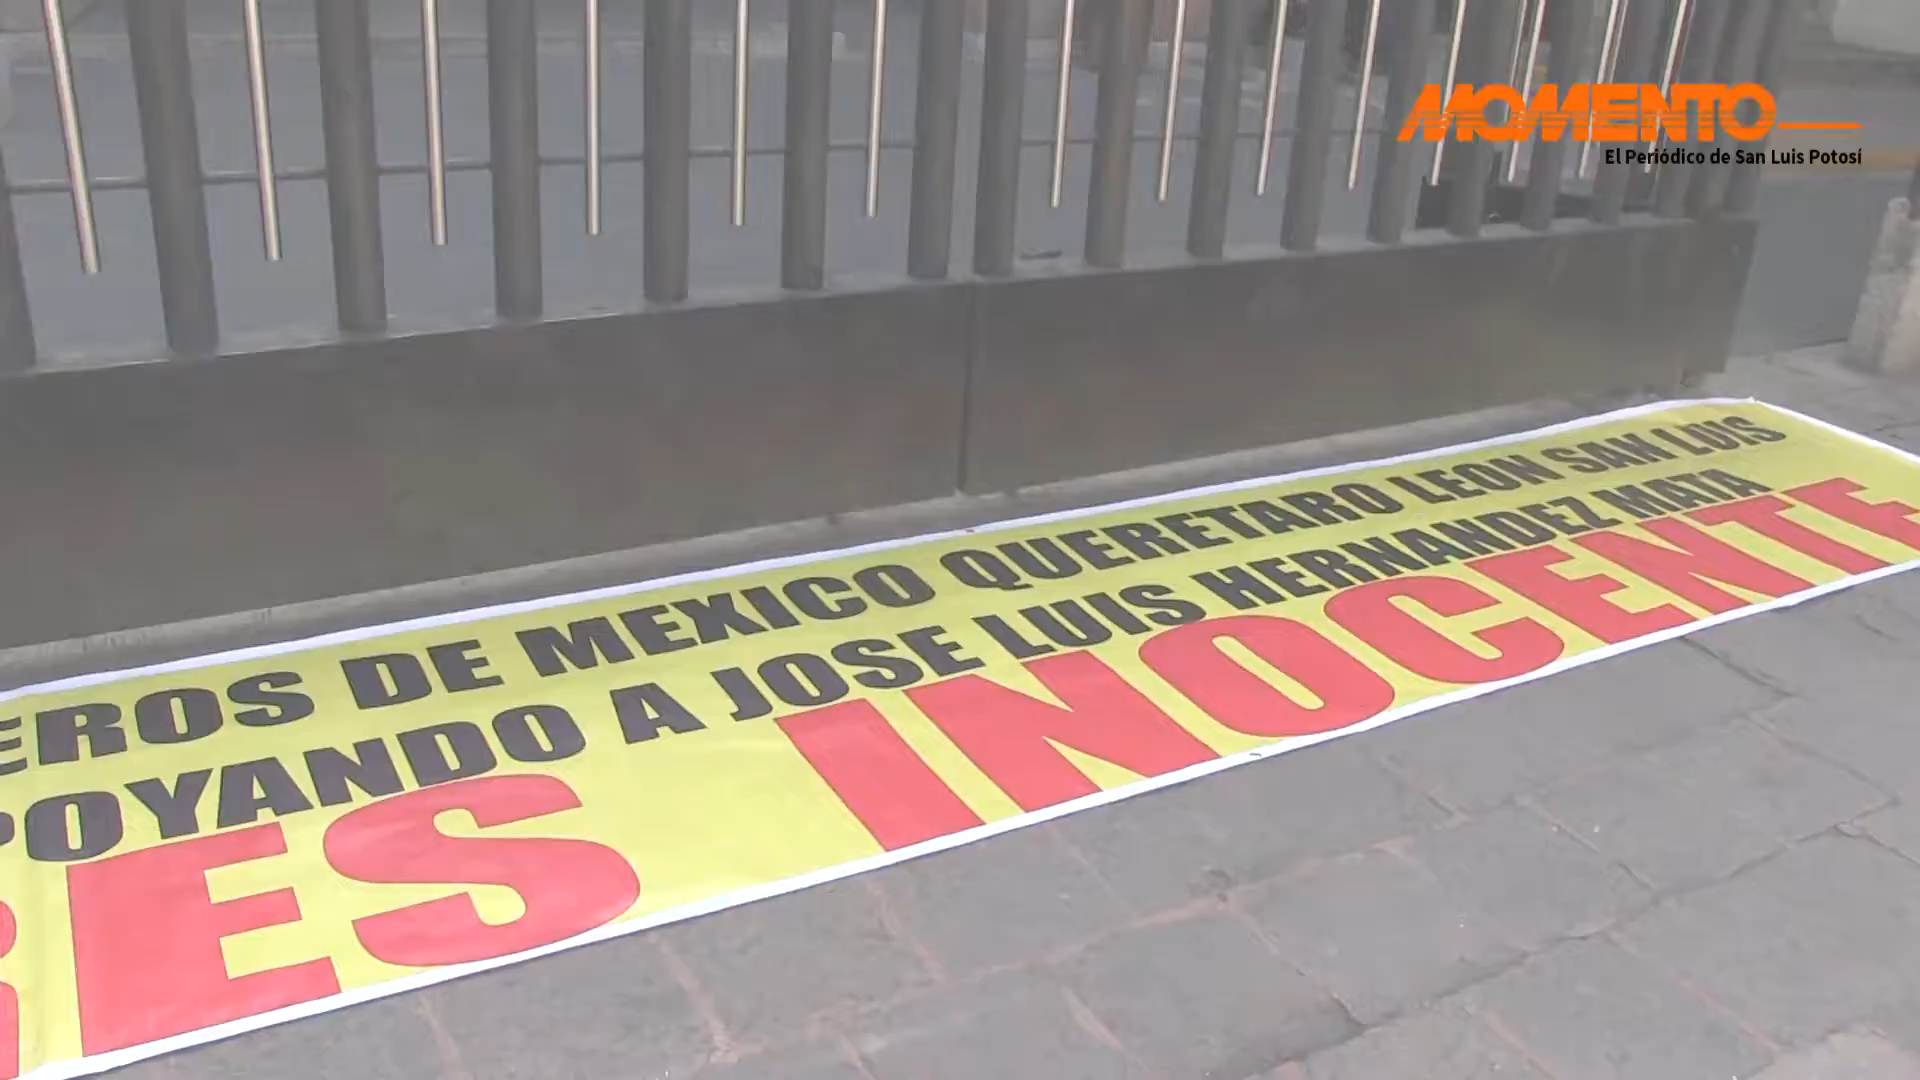 MOMENTO
El Periódico de San Luis Potosí
EROS DE MEXICO QUERETARO LEON SAN LUIS
POYANDO A JOSE LUIS HERNANDEZ MATA
ES INOCENTE